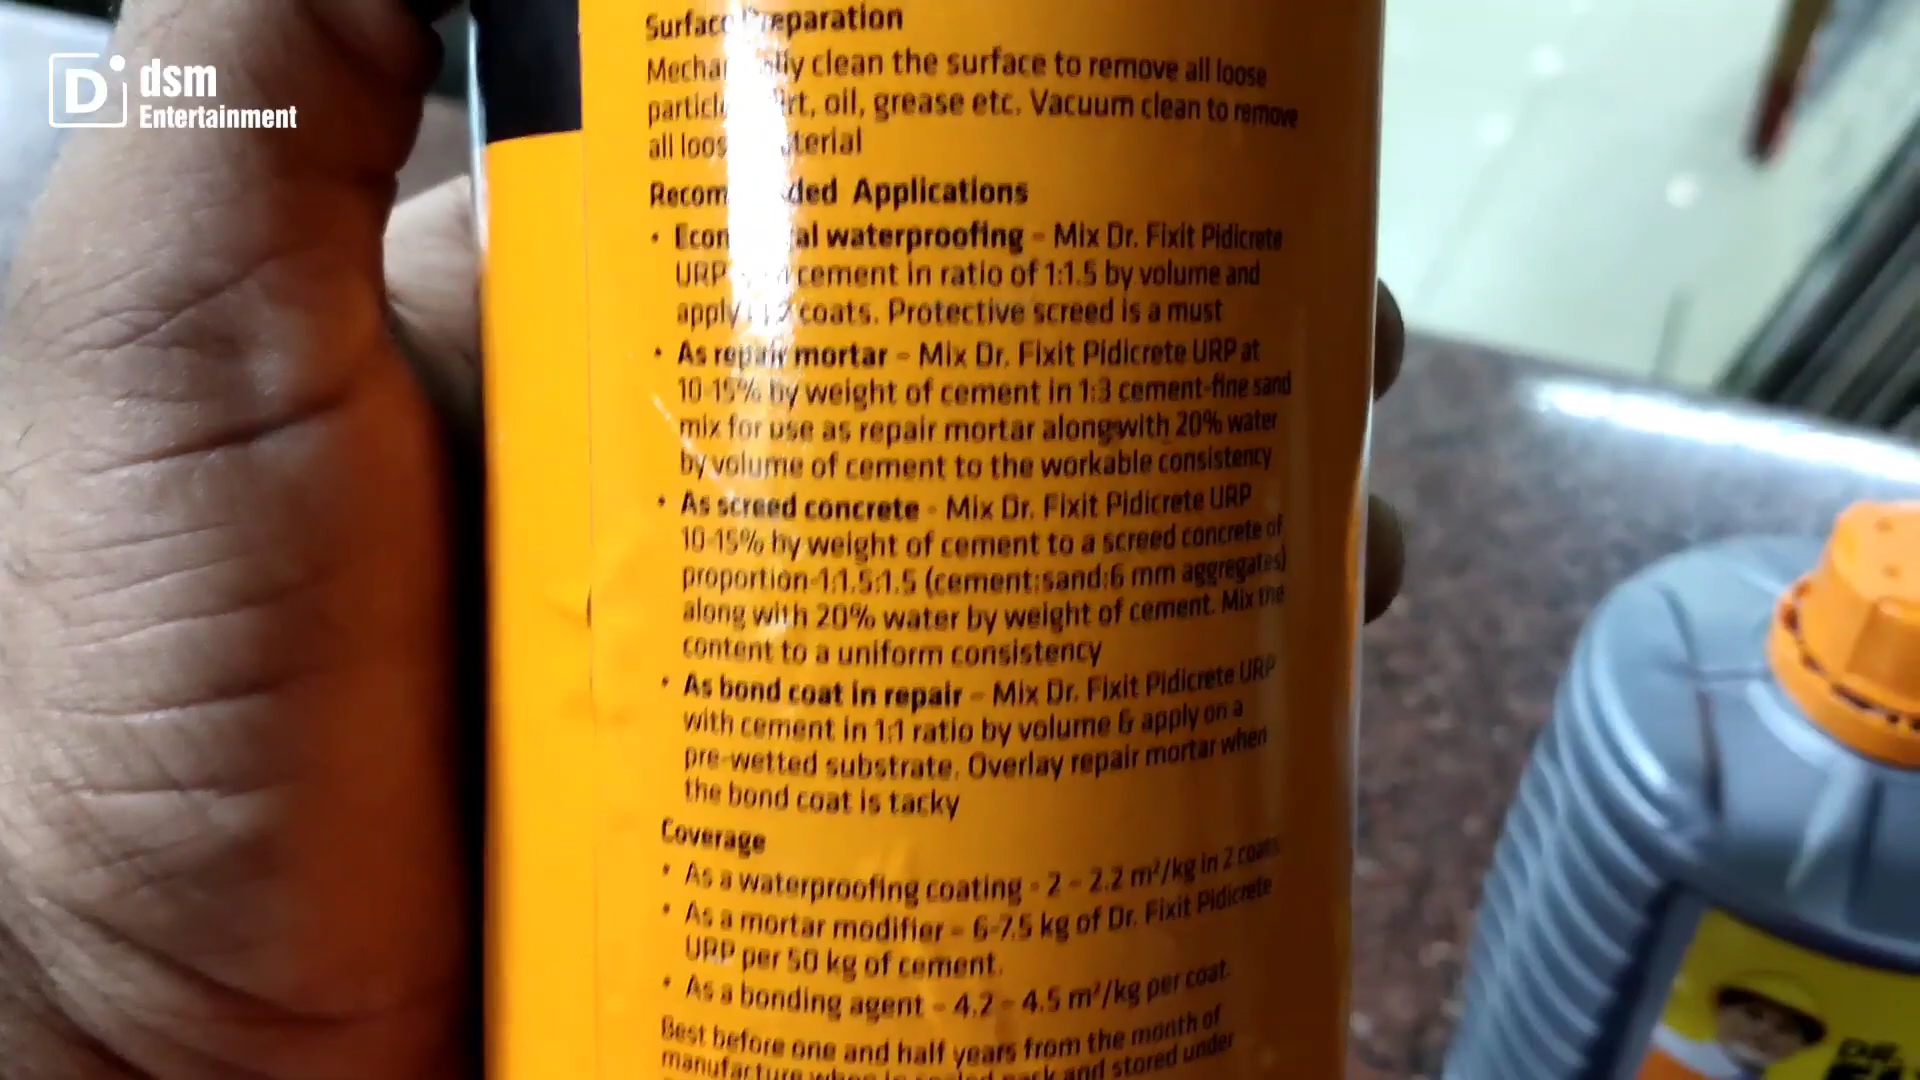 dsm
Entertainment
Surface Preparation
Mechanically clean the surface to remove all loose
particles, dirt, oil, grease etc. Vacuum clean to remove
all loose material
Recommended Applications
• Economical waterproofing - Mix Dr. Fixit Pidicrete
URP with cement in ratio of 1:1.5 by volume and
apply in 2 coats. Protective screed is a must
• As repair mortar - Mix Dr. Fixit Pidicrete URP at
10-15% by weight of cement in 1:3 cement-fine sand
mix for use as repair mortar alongwith 20% water
by volume of cement to the workable consistency
• As screed concrete - Mix Dr. Fixit Pidicrete URP
10-15% by weight of cement to a screed concrete of
proportion-1:1.5:1.5 (cement:sand:6 mm aggregates)
along with 20% water by weight of cement. Mix the
content to a uniform consistency
• As bond coat in repair - Mix Dr. Fixit Pidicrete URP
with cement in 1:1 ratio by volume & apply on a
pre-wetted substrate. Overlay repair mortar when
the bond coat is tacky
Coverage
• As a waterproofing coating - 2 - 2.2 m²/kg in 2 coats
• As a mortar modifier - 6-7.5 kg of Dr. Fixit Pidicrete
URP per 50 kg of cement.
• As a bonding agent - 4.2 - 4.5 m²/kg per coat.
Best before one and half years from the month of
manufacture when in sealed pack and stored under
DR.